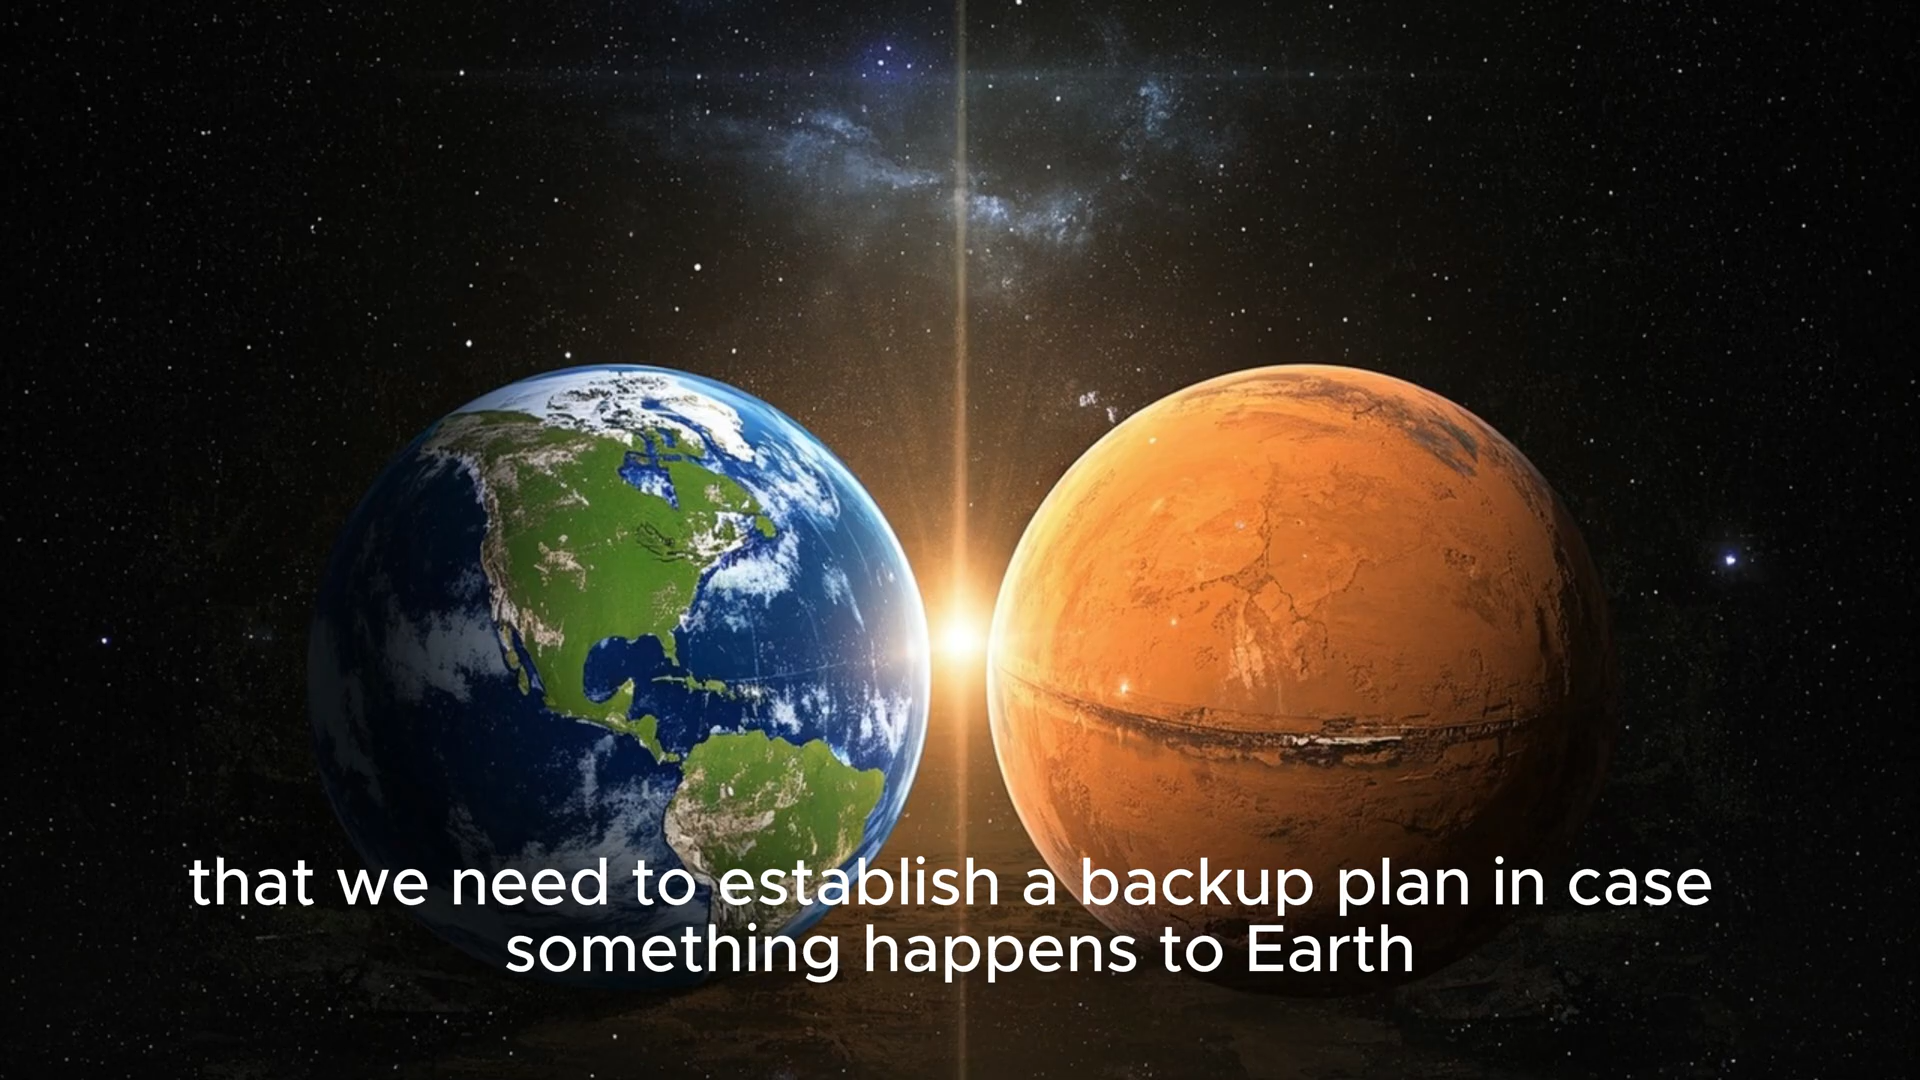 that we need to establish a backup plan in case
something happens to Earth